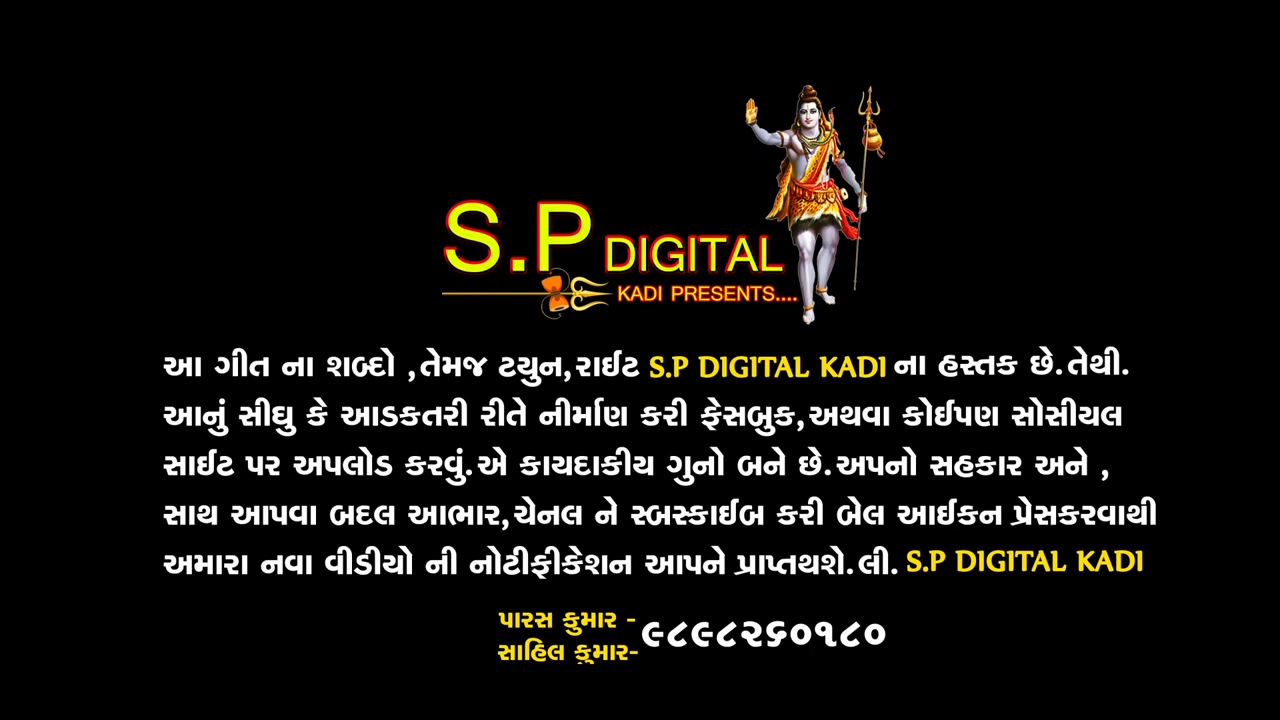 S.P DIGITAL
KADI PRESENTS....
આ ગીત ના શબ્દો ,તેમજ ટયુન,રાઈટ S.P DIGITAL KADI ના હસ્તક છે.તેથી.
આનું સીધુ કે આડકતરી રીતે નીર્માણ કરી ફેસબુક,અથવા કોઈપણ સોસીયલ
સાઈટ પર અપલોડ કરવું.એ કાયદાકીય ગુનો બને છે.અપનો સહકાર અને ,
સાથ આપવા બદલ આભાર,ચેનલ ને સ્બસ્કાઈબ કરી બેલ આઈકન પ્રેસકરવાથી
અમારા નવા વીડીયો ની નોટીફીકેશન આપને પ્રાપ્તથશે.લી. S.P DIGITAL KADI
પારસ કુમાર -
સાહિલ કુમાર-
૯૮૯૮૨૬૦૧૮૦